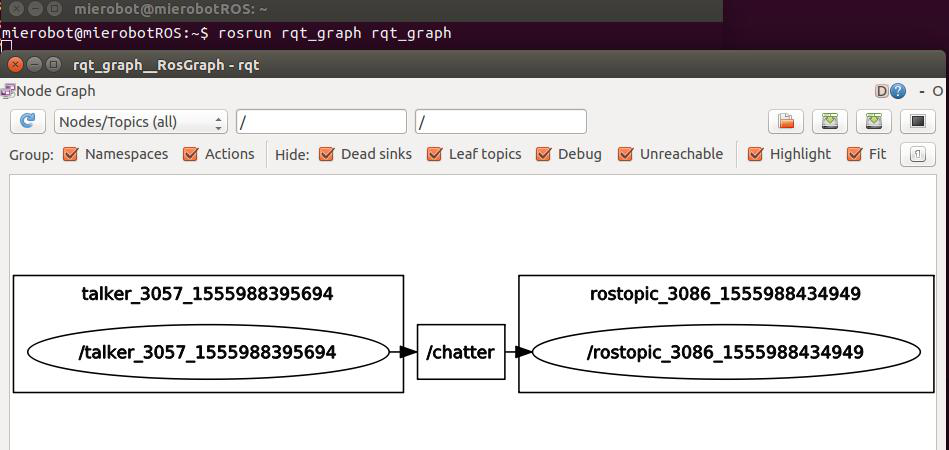 mierobot@mierobotROS: ~
mierobot@mierobotROS:~$ rosrun rqt_graph rqt_graph
rqt_graph__RosGraph - rqt
Node Graph D ? - O
Nodes/Topics (all) / /
Group: Namespaces Actions Hide: Dead sinks Leaf topics Debug Unreachable Highlight Fit
talker_3057_1555988395694 rostopic_3086_1555988434949
/talker_3057_1555988395694 /chatter /rostopic_3086_1555988434949